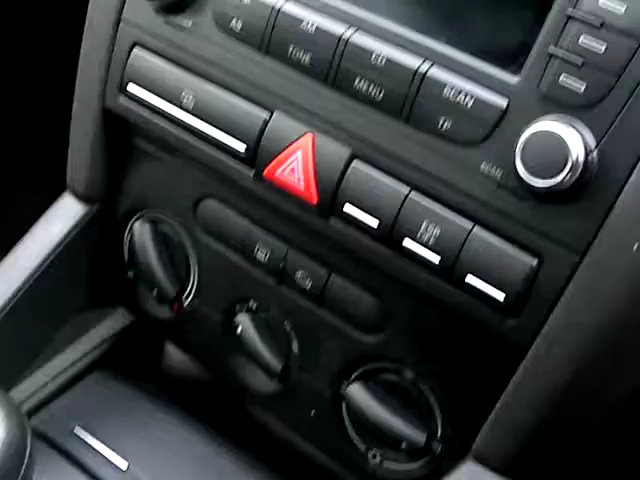 AS
AM
TONE
CD
MENU
SCAN
TP
ESP
OFF